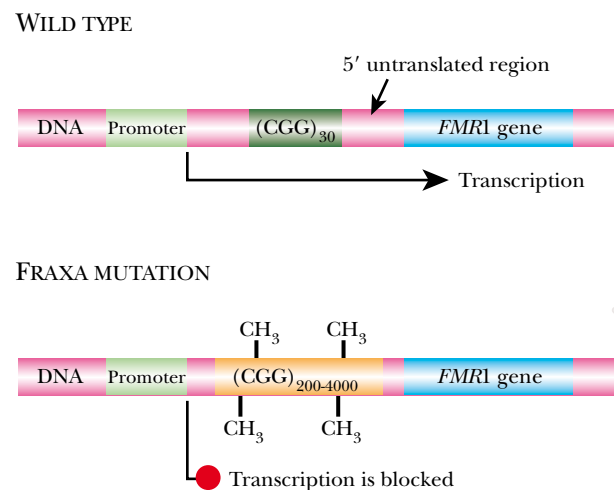 WILD TYPE
5′ untranslated region
DNA Promoter (CGG)30 FMR1 gene
Transcription
FRAXA MUTATION
CH3 CH3
DNA Promoter (CGG)200-4000 FMR1 gene
CH3 CH3
Transcription is blocked